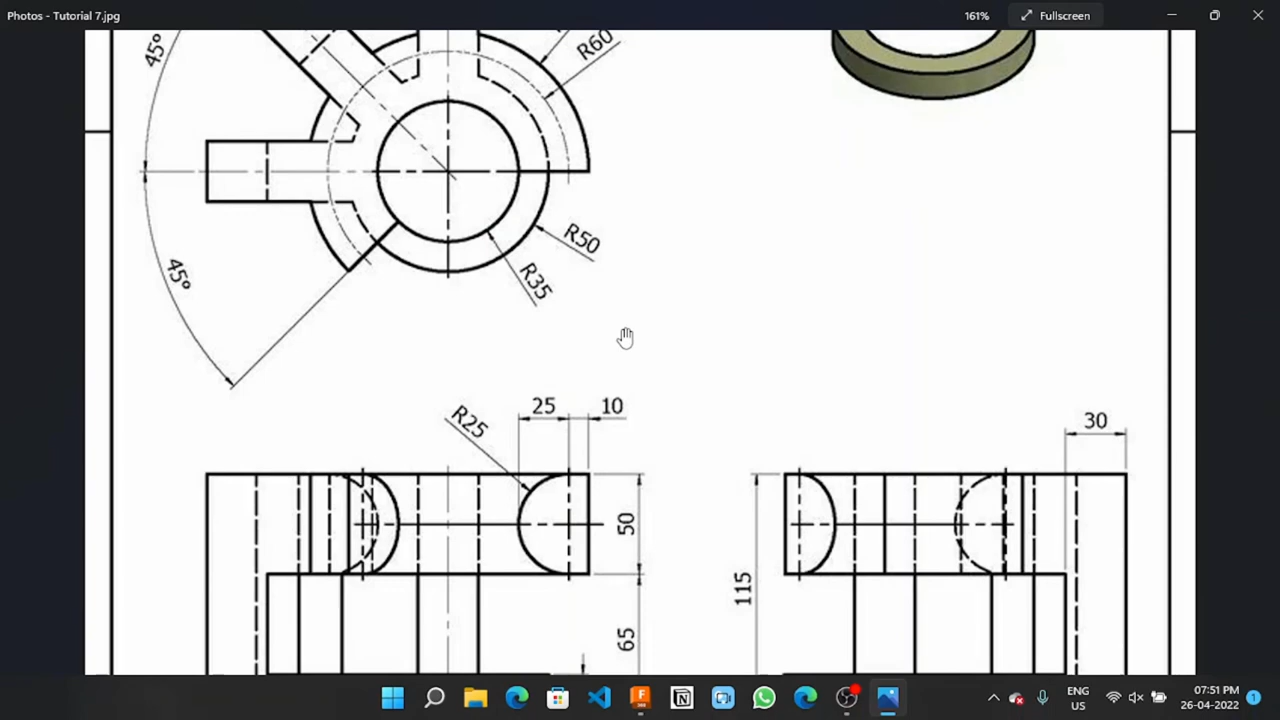 Photos - Tutorial 7.jpg
161%
Fullscreen
45°
R60
45°
R50
R35
R25
25
10
30
50
115
65
ENG
US
07:51 PM
26-04-2022
1